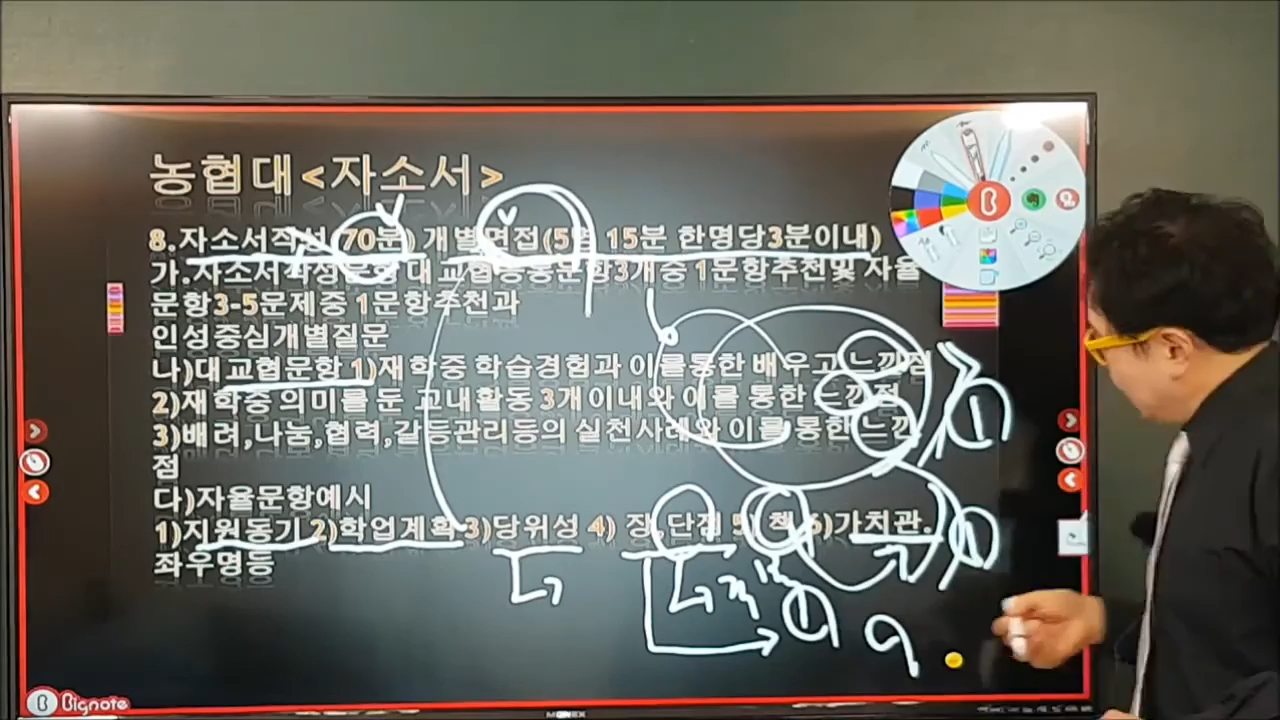 농협대<자소서>
8.자소서작성(70분) 개별면접(5명 15분 한명당3분이내)
가.자소서작성문항대교협공통문항3개중 1문항추천및 자율
문항3-5문제중 1문항추천과
인성중심개별질문
나)대교협문항 1)재학중 학습경험과 이를통한 배우고 느낀점
2)재학중의미를 둔 교내활동 3개이내와 이를 통한 느낀점
3)배려,나눔,협력,갈등관리등의 실천사례와 이를 통한 느낀
점
다)자율문항예시
1)지원동기 2)학업계획 3)당위성 4) 장,단점 5) 책 6)가치관.
좌우명등
Bignote